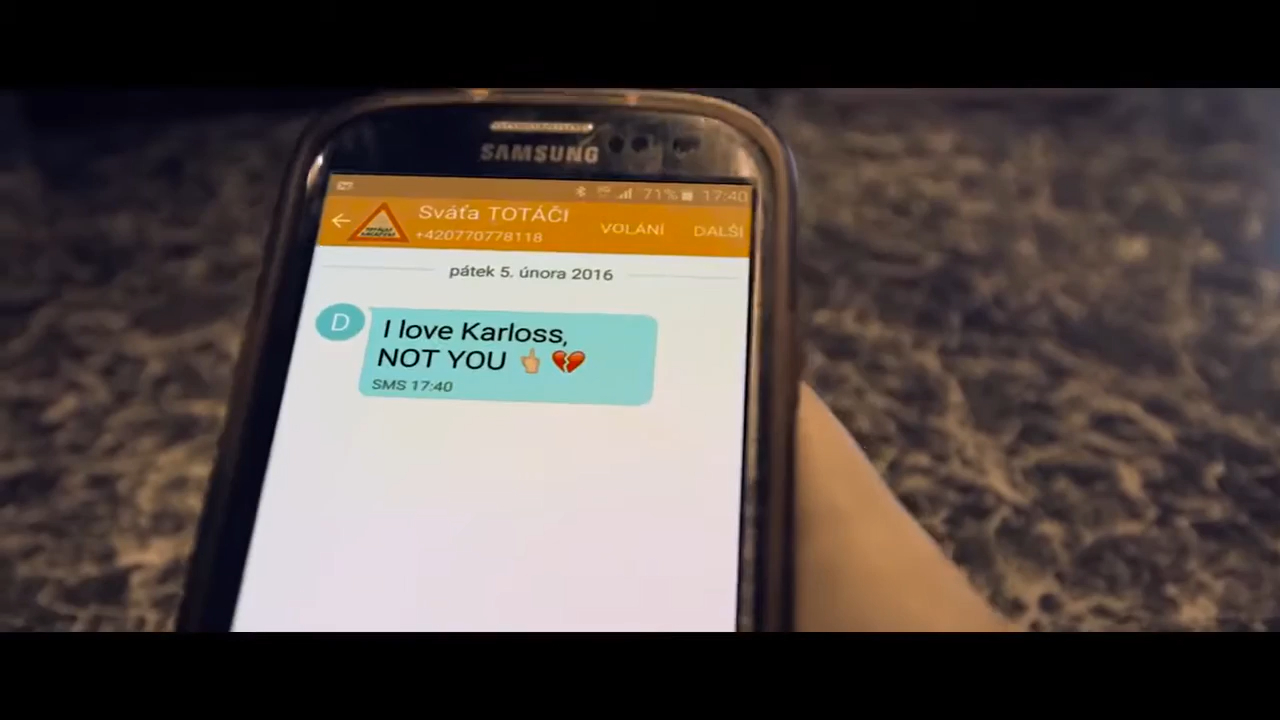 SAMSUNG
71% 17:40
Sváťa TOTÁČI
+420770778118
VOLÁNÍ DALŠÍ
pátek 5. února 2016
D
I love Karloss,
NOT YOU 🖕 💔
SMS 17:40